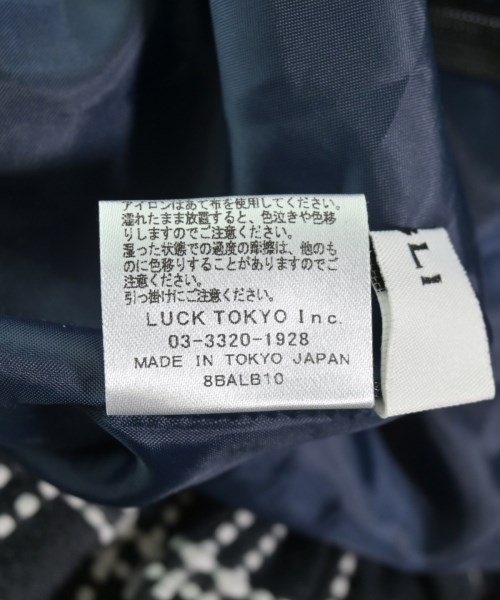 アイロンはあて布を使用してください。
濡れたまま放置すると、色泣きや色移
りしますのでご注意ください。
湿った状態での過度の摩擦は、他のも
のに色移りすることがありますのでご
注意ください。
引っ掛けにご注意ください。
LUCK TOKYO Inc.
03-3320-1928
MADE IN TOKYO JAPAN
8BALB10